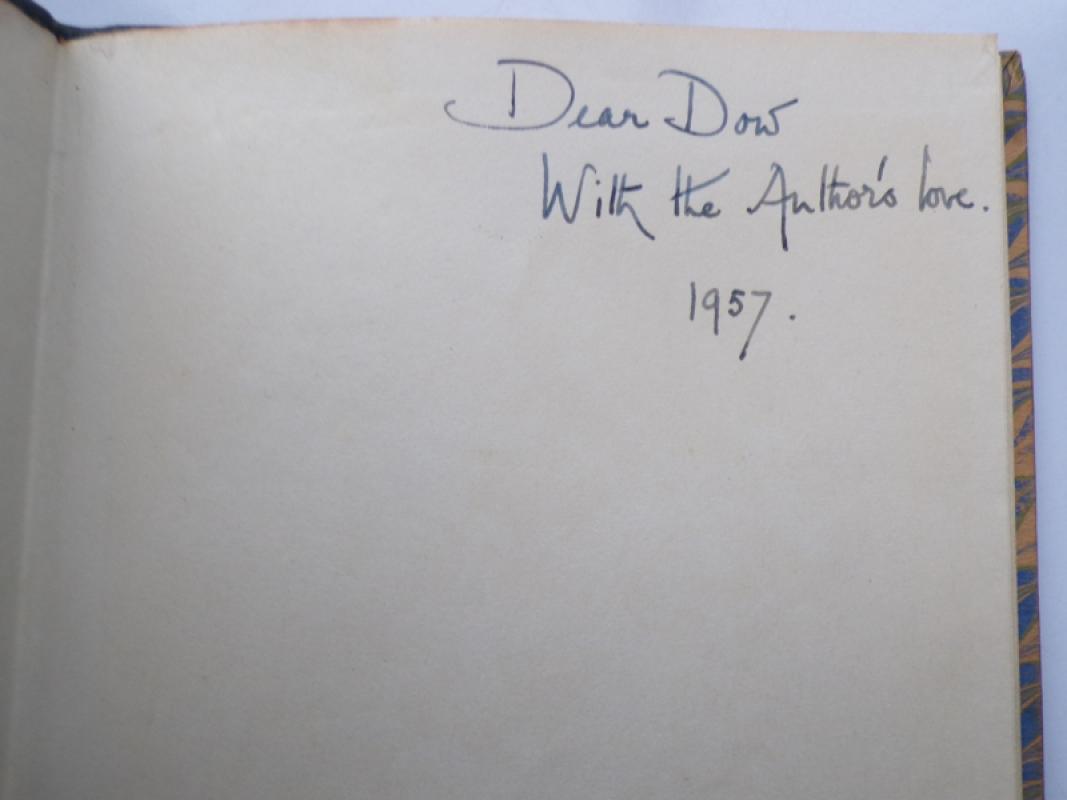 Dear Dow
With the Author's love.
1957.